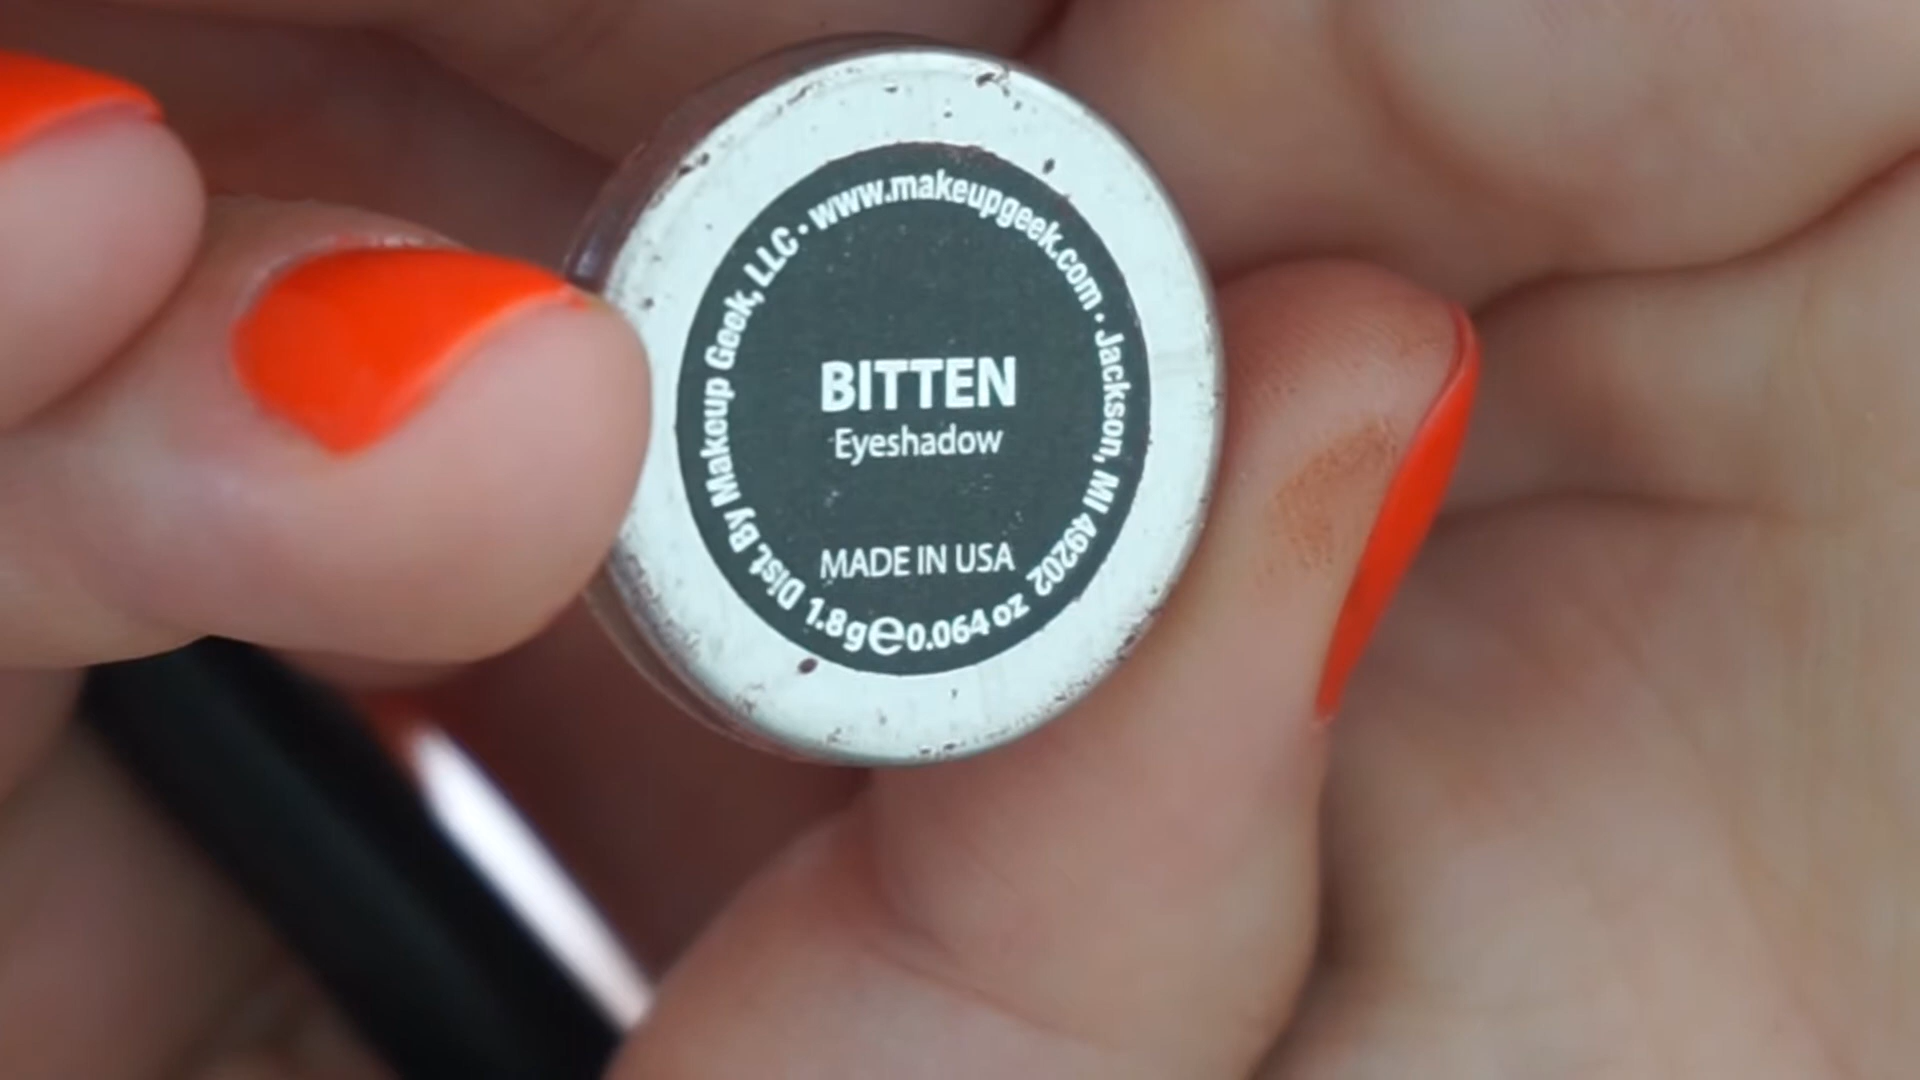 Dist. By Makeup Geek, LLC · www.makeupgeek.com · Jackson, MI 49202
BITTEN
Eyeshadow
MADE IN USA
1.8g e 0.064 oz